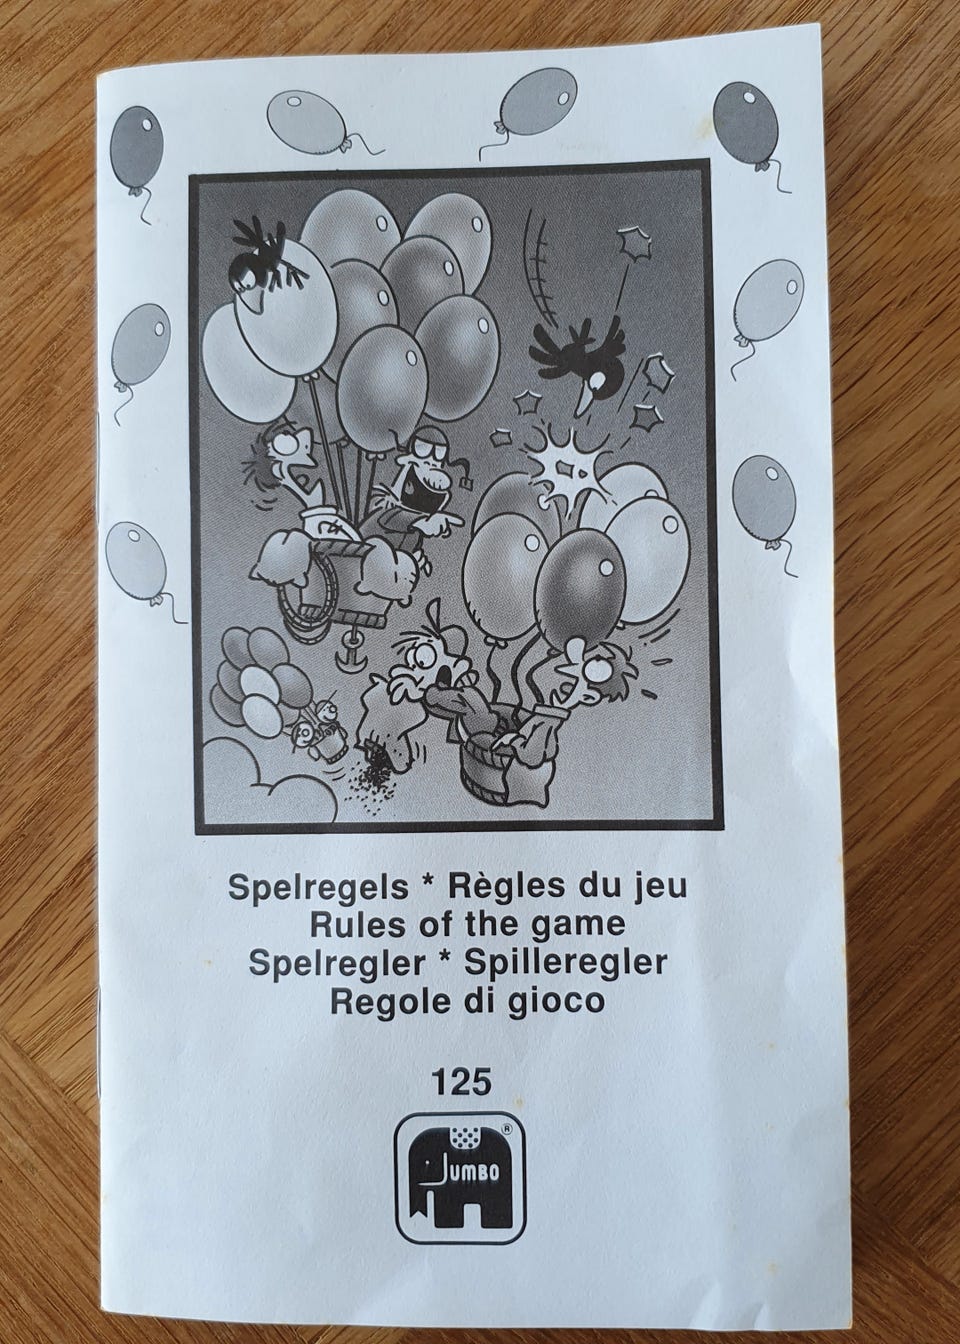 Spelregels * Règles du jeu
Rules of the game
Spelregler * Spilleregler
Regole di gioco
125
JUMBO ®